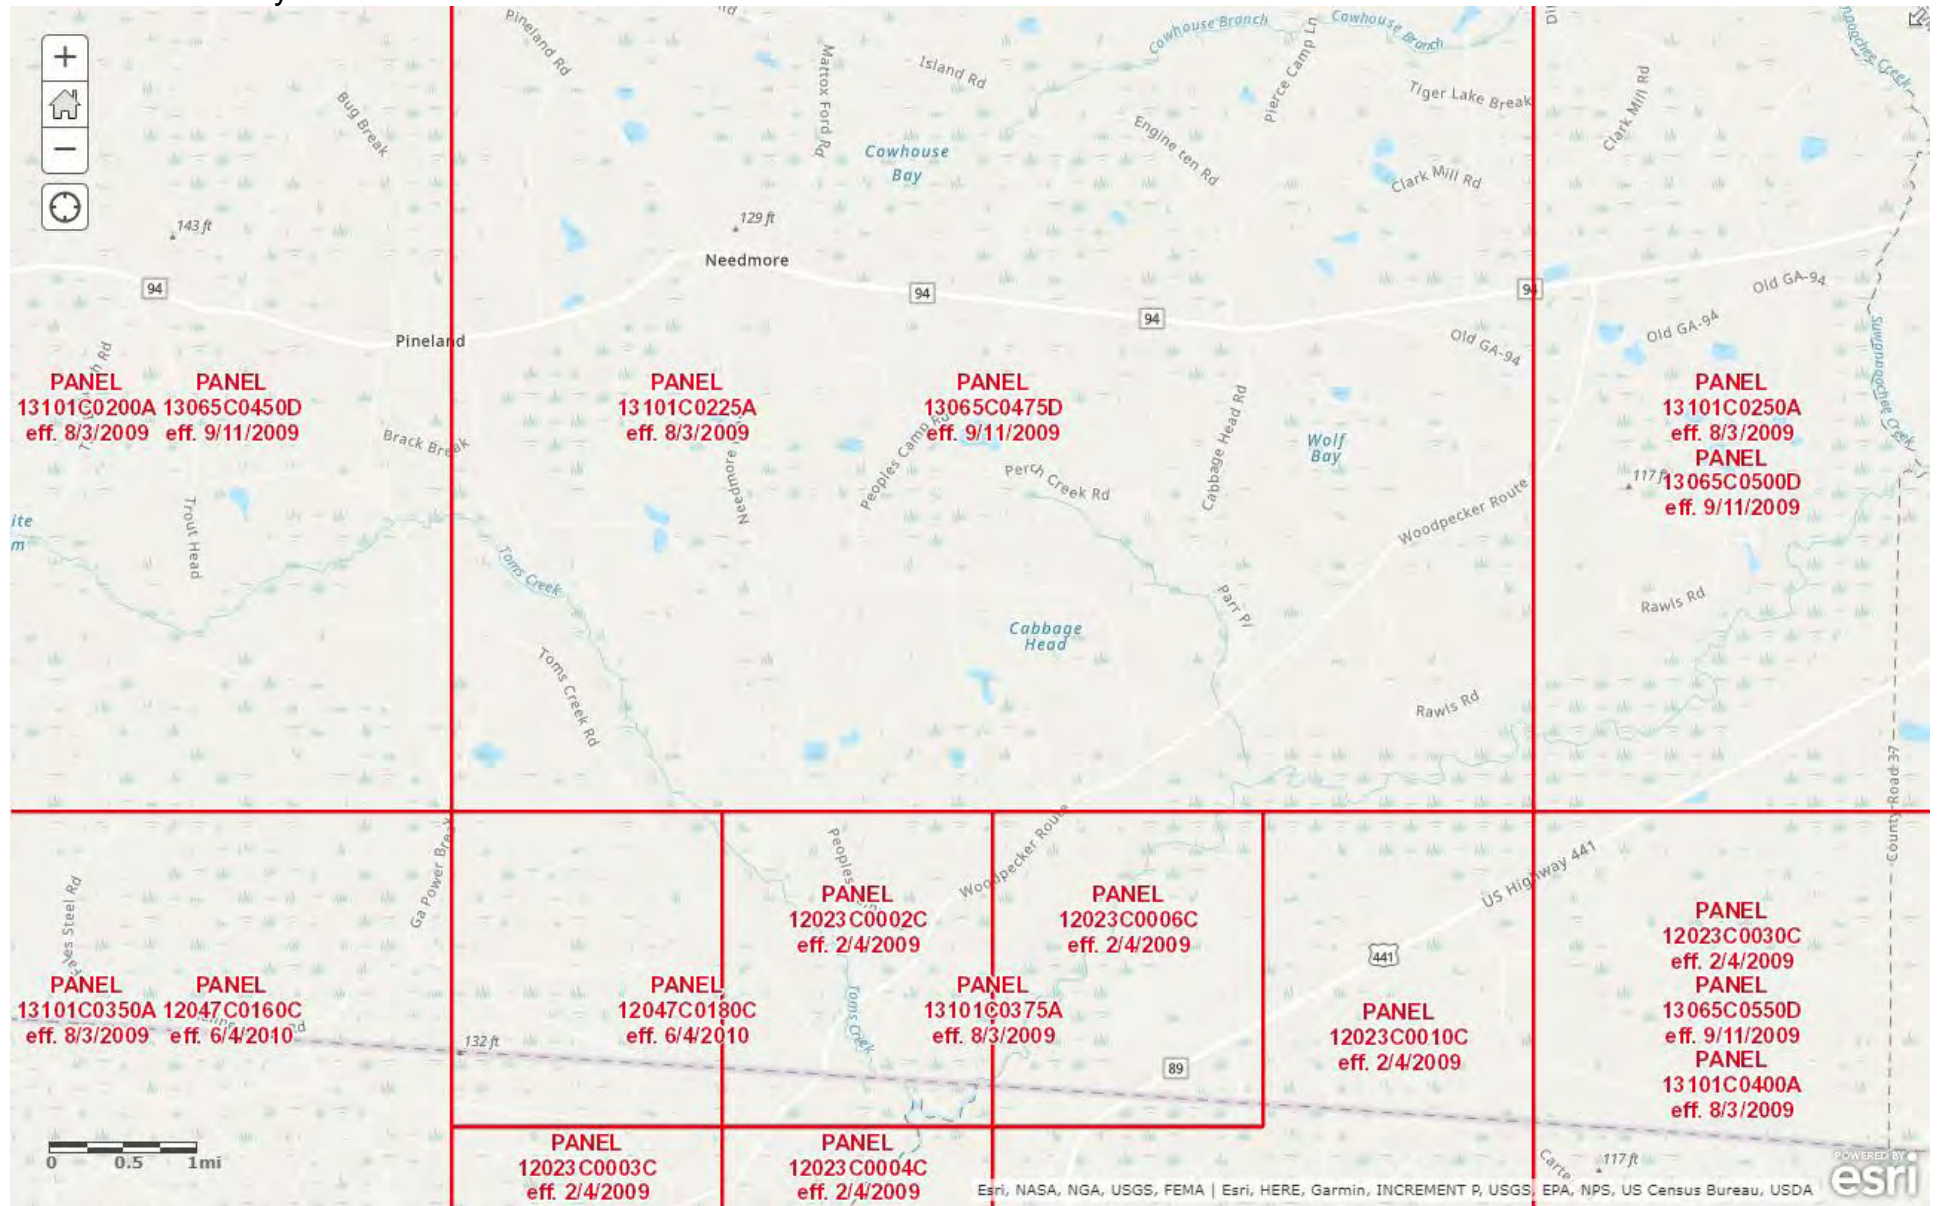 Pineland Rd
Mattox Ford Rd
Island Rd
Cowhouse Branch
Cowhouse Branch
Pierce Camp Ln
Tiger Lake Break
Clark Mill Rd
Bug Break
Engine ten Rd
Cowhouse
Bay
Clark Mill Rd
143 ft
129 ft
Needmore
94
94
94
94
Old GA-94
Old GA-94
Old GA-94
Suwannoochee Creek
Pineland
PANEL
13101C0200A
eff. 8/3/2009
PANEL
13065C0450D
eff. 9/11/2009
PANEL
13101C0225A
eff. 8/3/2009
PANEL
13065C0475D
eff. 9/11/2009
PANEL
13101C0250A
eff. 8/3/2009
PANEL
13065C0500D
eff. 9/11/2009
Brack Break
Needmore
Peoples Camp Rd
Perch Creek Rd
Cabbage Head Rd
Wolf
Bay
Woodpecker Route
117 ft
Trout Head
Toms Creek
Parr Pl
Rawls Rd
Cabbage
Head
Toms Creek Rd
Rawls Rd
County Road 37
Ga Power Break
Peoples
Woodpecker Route
US Highway 441
PANEL
12023C0002C
eff. 2/4/2009
PANEL
12023C0006C
eff. 2/4/2009
PANEL
12023C0030C
eff. 2/4/2009
PANEL
13065C0550D
eff. 9/11/2009
PANEL
13101C0400A
eff. 8/3/2009
441
Steel Rd
PANEL
13101C0350A
eff. 8/3/2009
PANEL
12047C0160C
eff. 6/4/2010
PANEL
12047C0180C
eff. 6/4/2010
PANEL
13101C0375A
eff. 8/3/2009
PANEL
12023C0010C
eff. 2/4/2009
Toms Creek
132 ft
89
PANEL
12023C0003C
eff. 2/4/2009
PANEL
12023C0004C
eff. 2/4/2009
0 0.5 1mi
Carte
117 ft
POWERED BY
esri
Esri, NASA, NGA, USGS, FEMA | Esri, HERE, Garmin, INCREMENT P, USGS, EPA, NPS, US Census Bureau, USDA